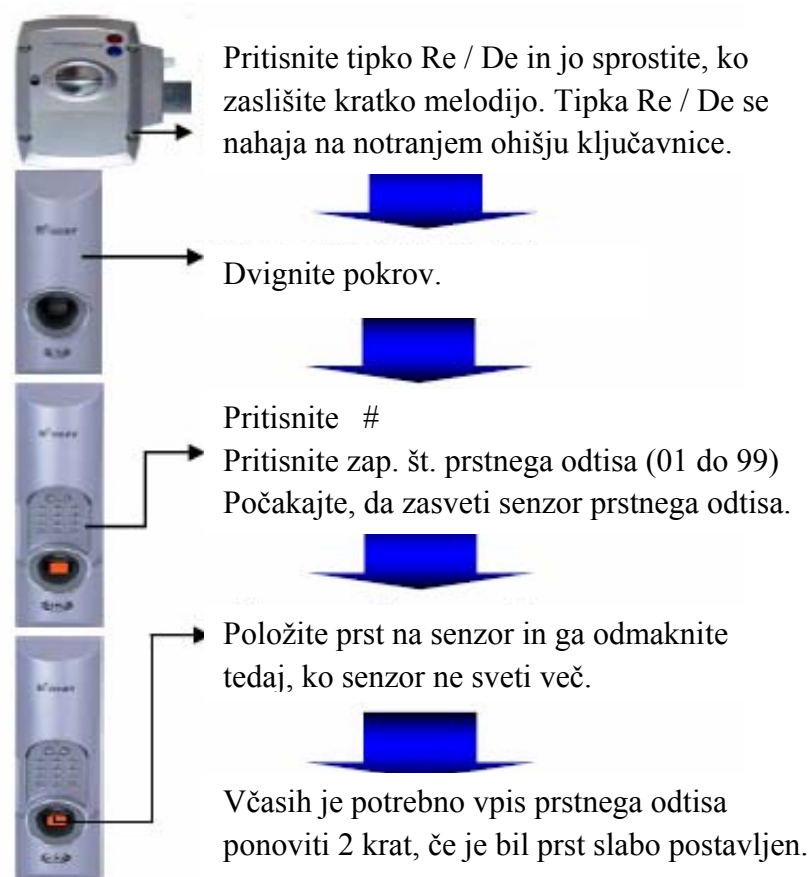 Pritisnite tipko Re / De in jo sprostite, ko
zaslišite kratko melodijo. Tipka Re / De se
nahaja na notranjem ohišju ključavnice.
Dvignite pokrov.
Pritisnite #
Pritisnite zap. št. prstnega odtisa (01 do 99)
Počakajte, da zasveti senzor prstnega odtisa.
Položite prst na senzor in ga odmaknite
tedaj, ko senzor ne sveti več.
Včasih je potrebno vpis prstnega odtisa
ponoviti 2 krat, če je bil prst slabo postavljen.